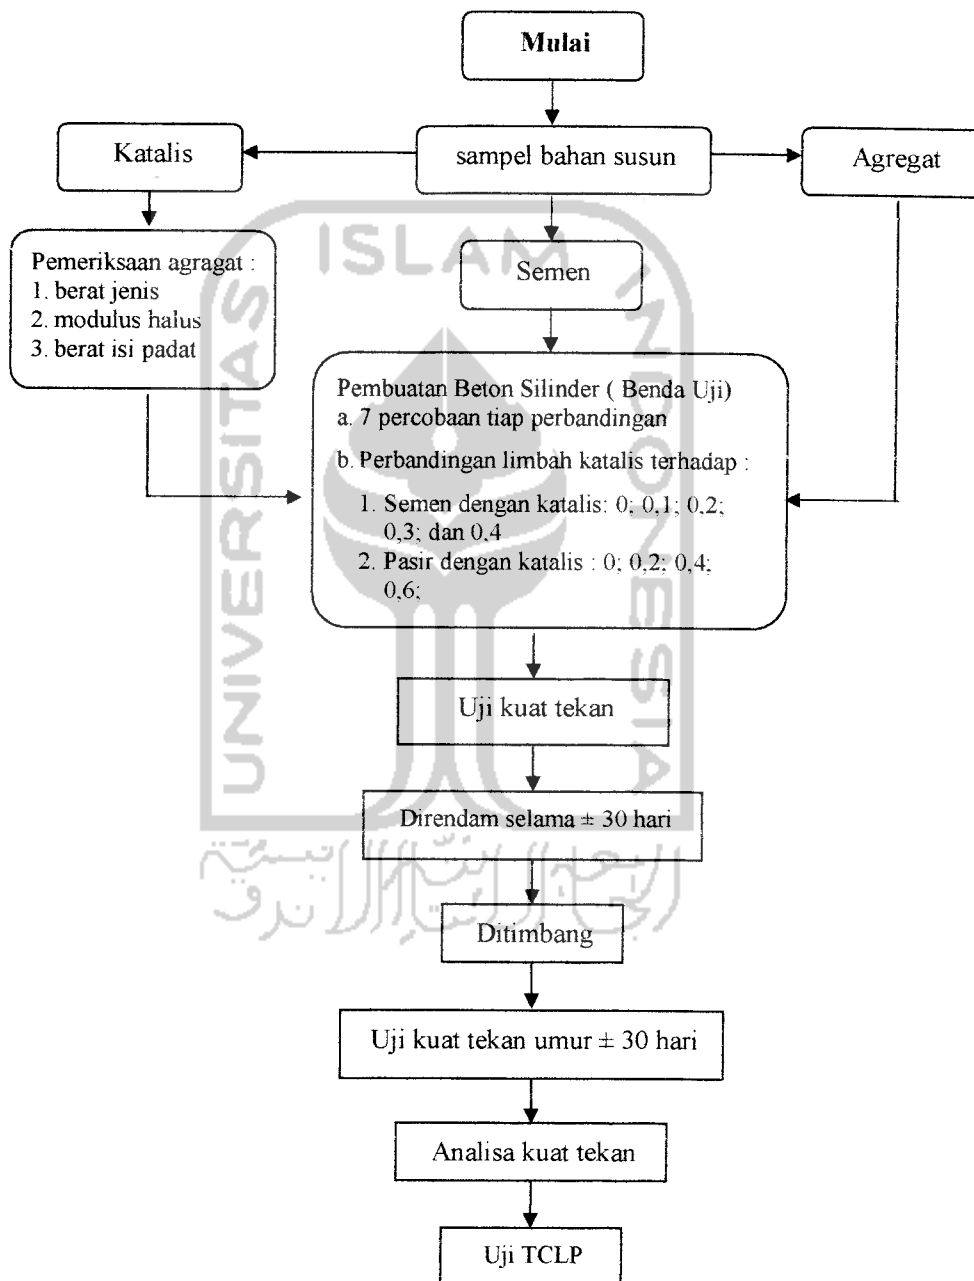 Mulai
Katalis
sampel bahan susun
Agregat
Pemeriksaan agragat :
1. berat jenis
2. modulus halus
3. berat isi padat
Semen
Pembuatan Beton Silinder ( Benda Uji)
a. 7 percobaan tiap perbandingan
b. Perbandingan limbah katalis terhadap :
1. Semen dengan katalis: 0; 0,1; 0,2;
0,3; dan 0,4
2. Pasir dengan katalis : 0; 0,2; 0,4;
0,6;
Uji kuat tekan
Direndam selama ± 30 hari
Ditimbang
Uji kuat tekan umur ± 30 hari
Analisa kuat tekan
Uji TCLP
UNIVERSITAS
ISLAM
INDONESIA